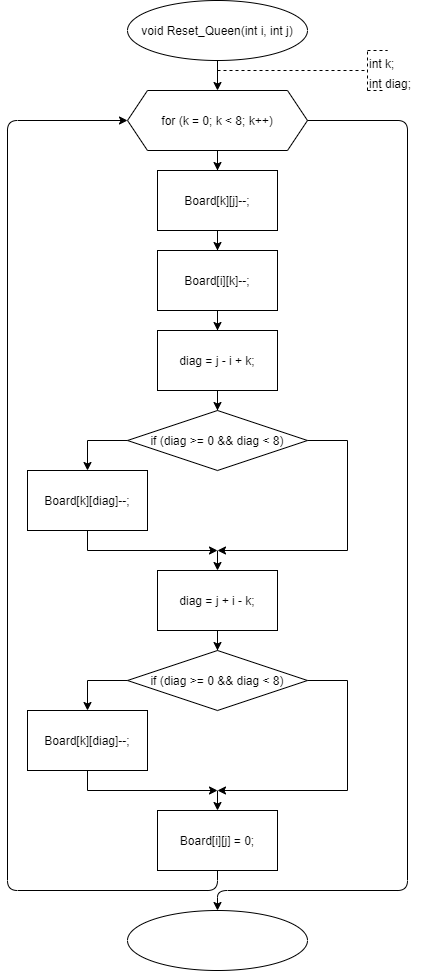 void Reset_Queen(int i, int j)
int k;
int diag;
for (k = 0; k < 8; k++)
Board[k][j]--;
Board[i][k]--;
diag = j - i + k;
if (diag >= 0 && diag < 8)
Board[k][diag]--;
diag = j + i - k;
if (diag >= 0 && diag < 8)
Board[k][diag]--;
Board[i][j] = 0;